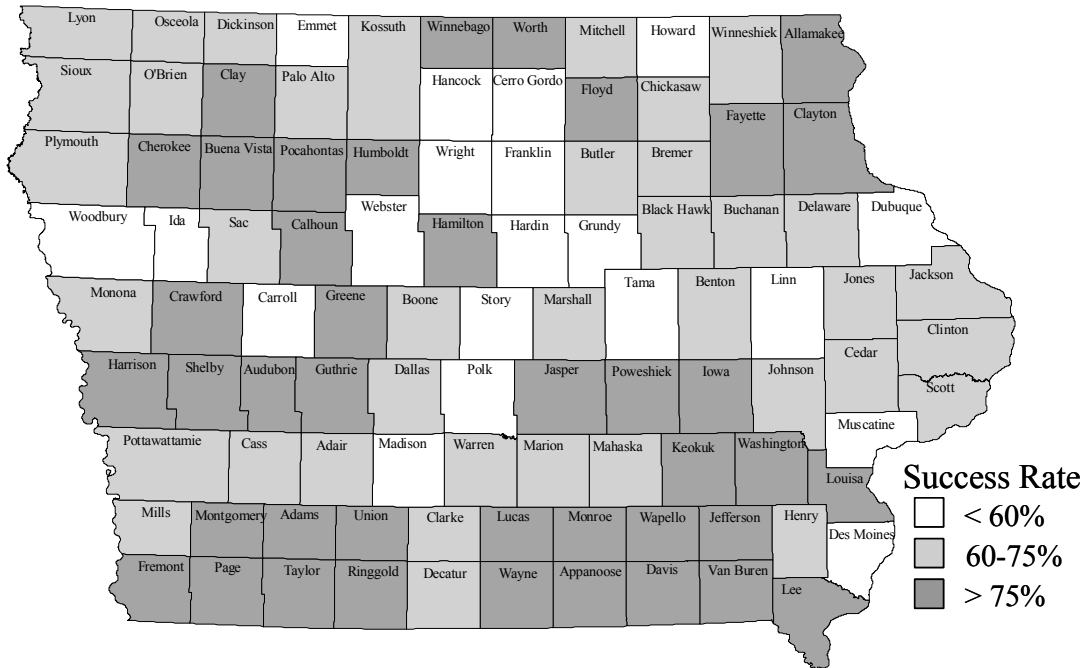 Lyon Osceola Dickinson Emmet Kossuth Winnebago Worth Mitchell Howard Winneshiek Allamakee
Sioux O'Brien Clay Palo Alto Hancock Cerro Gordo Floyd Chickasaw Fayette Clayton
Plymouth Cherokee Buena Vista Pocahontas Humboldt Wright Franklin Butler Bremer
Woodbury Ida Sac Calhoun Webster Hamilton Hardin Grundy Black Hawk Buchanan Delaware Dubuque
Monona Crawford Carroll Greene Boone Story Marshall Tama Benton Linn Jones Jackson
Clinton
Harrison Shelby Audubon Guthrie Dallas Polk Jasper Poweshiek Iowa Johnson Cedar Scott
Muscatine
Pottawattamie Cass Adair Madison Warren Marion Mahaska Keokuk Washington
Louisa
Mills Montgomery Adams Union Clarke Lucas Monroe Wapello Jefferson Henry Des Moines
Fremont Page Taylor Ringgold Decatur Wayne Appanoose Davis Van Buren Lee
Success Rate
< 60%
60-75%
> 75%